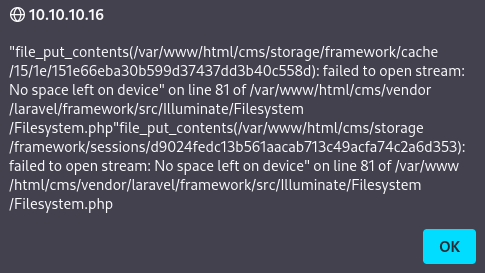 10.10.10.16
"file_put_contents(/var/www/html/cms/storage/framework/cache
/15/1e/151e66eba30b599d37437dd3b40c558d): failed to open stream:
No space left on device" on line 81 of /var/www/html/cms/vendor
/laravel/framework/src/Illuminate/Filesystem
/Filesystem.php"file_put_contents(/var/www/html/cms/storage
/framework/sessions/d9024fedc13b561aacab713c49acfa74c2a6d353):
failed to open stream: No space left on device" on line 81 of /var/www
/html/cms/vendor/laravel/framework/src/Illuminate/Filesystem
/Filesystem.php
OK